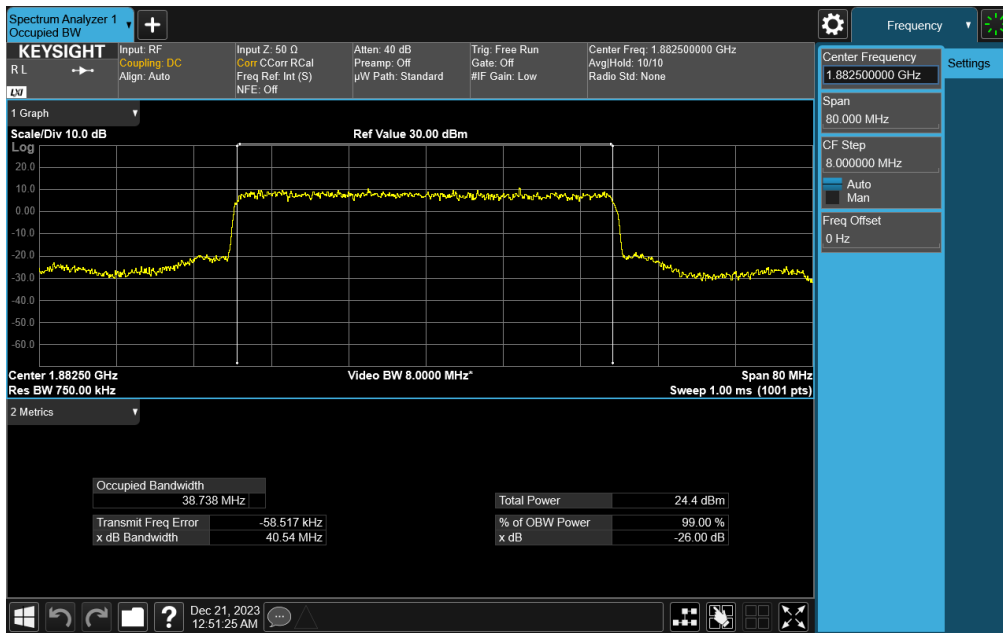 Spectrum Analyzer 1
Occupied BW
Frequency
KEYSIGHT
R L
LXI
Input: RF
Coupling: DC
Align: Auto
Input Z: 50 Ω
Corr CCorr RCal
Freq Ref: Int (S)
NFE: Off
Atten: 40 dB
Preamp: Off
µW Path: Standard
Trig: Free Run
Gate: Off
#IF Gain: Low
Center Freq: 1.882500000 GHz
Avg|Hold: 10/10
Radio Std: None
Center Frequency
1.882500000 GHz
Settings
Span
80.000 MHz
CF Step
8.000000 MHz
Auto
Man
Freq Offset
0 Hz
1 Graph
Scale/Div 10.0 dB
Ref Value 30.00 dBm
Log
20.0
10.0
0.00
-10.0
-20.0
-30.0
-40.0
-50.0
-60.0
Center 1.88250 GHz
Video BW 8.0000 MHz*
Span 80 MHz
Res BW 750.00 kHz
Sweep 1.00 ms (1001 pts)
2 Metrics
Occupied Bandwidth
38.738 MHz
Transmit Freq Error -58.517 kHz
x dB Bandwidth 40.54 MHz
Total Power 24.4 dBm
% of OBW Power 99.00 %
x dB -26.00 dB
Dec 21, 2023
12:51:25 AM